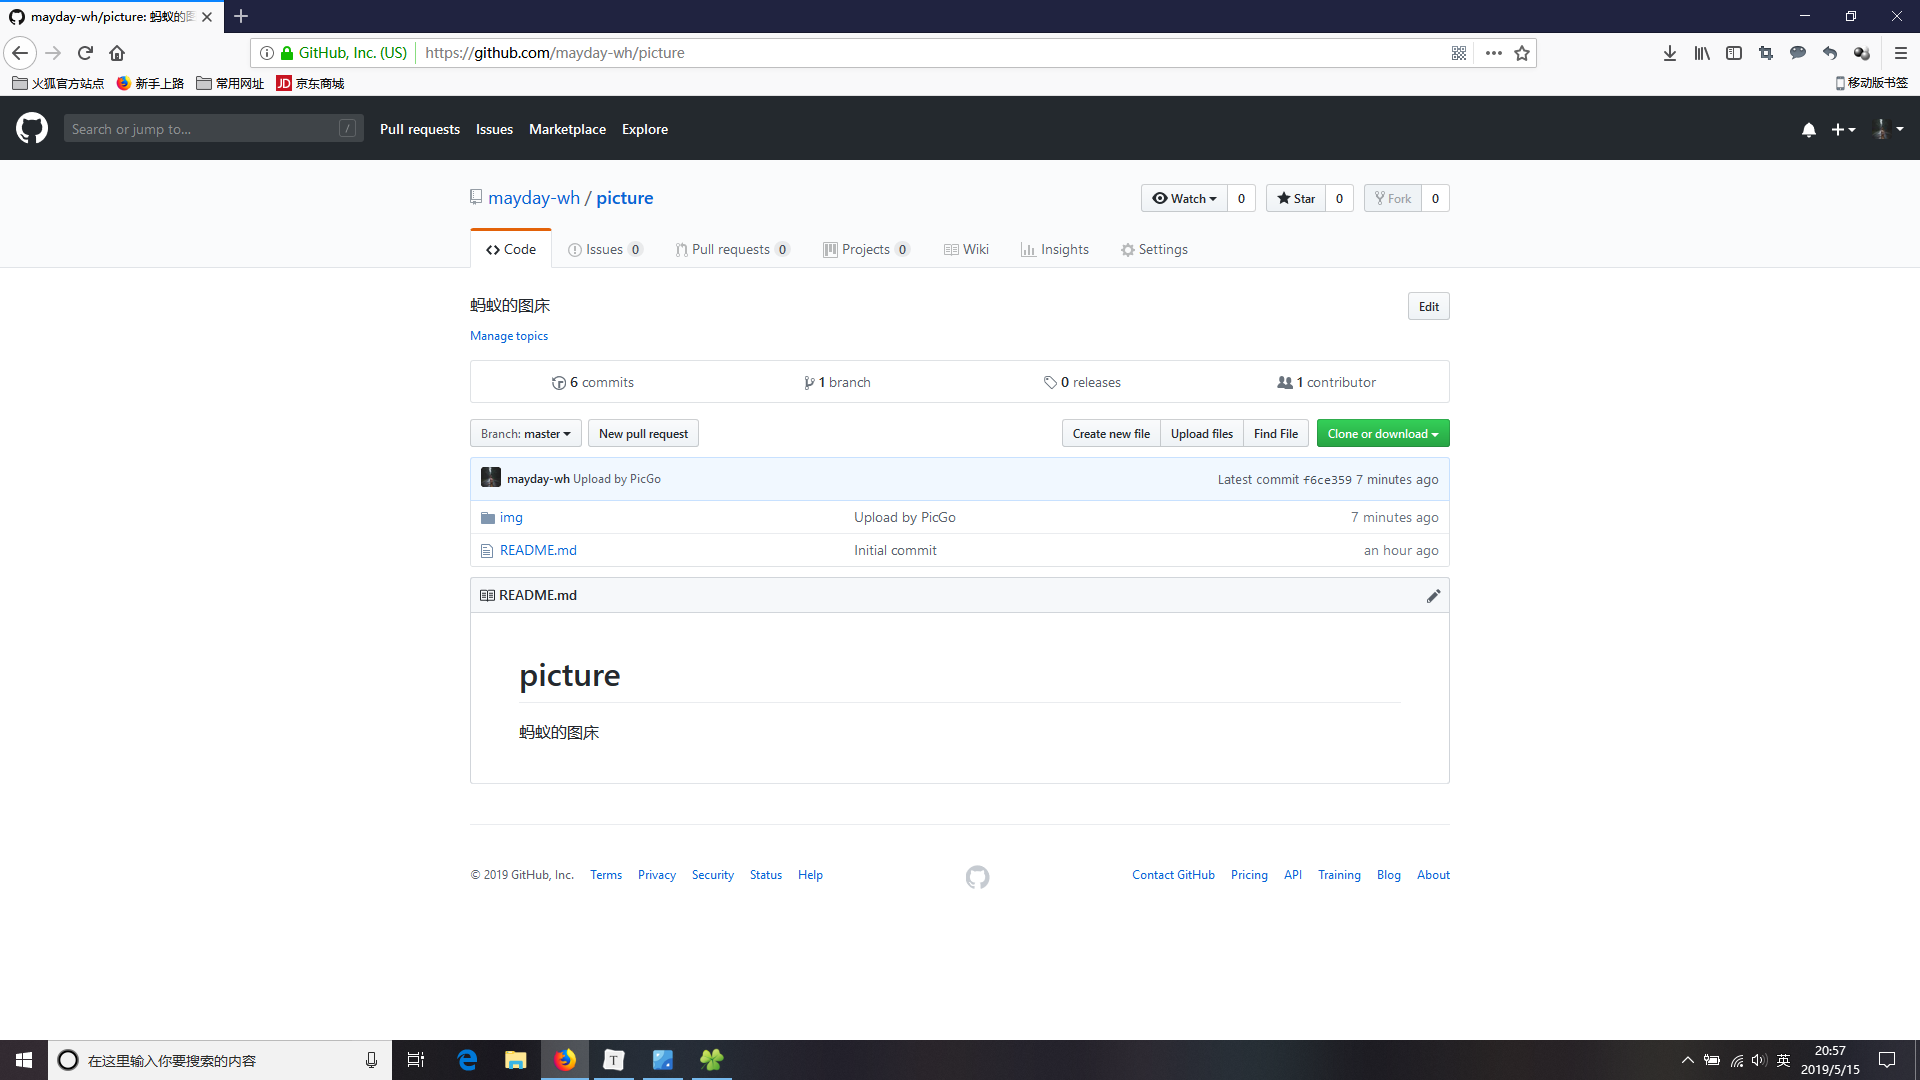 mayday-wh/picture: 蚂蚁的图
GitHub, Inc. (US) https://github.com/mayday-wh/picture
火狐官方站点 新手上路 常用网址 JD 京东商城 移动版书签
Search or jump to... / Pull requests Issues Marketplace Explore
mayday-wh / picture Watch 0 Star 0 Fork 0
Code Issues 0 Pull requests 0 Projects 0 Wiki Insights Settings
蚂蚁的图床 Edit
Manage topics
6 commits 1 branch 0 releases 1 contributor
Branch: master New pull request Create new file Upload files Find File Clone or download
mayday-wh Upload by PicGo Latest commit f6ce359 7 minutes ago
img Upload by PicGo 7 minutes ago
README.md Initial commit an hour ago
README.md
picture
蚂蚁的图床
© 2019 GitHub, Inc. Terms Privacy Security Status Help Contact GitHub Pricing API Training Blog About
在这里输入你要搜索的内容 T 英 20:57
2019/5/15